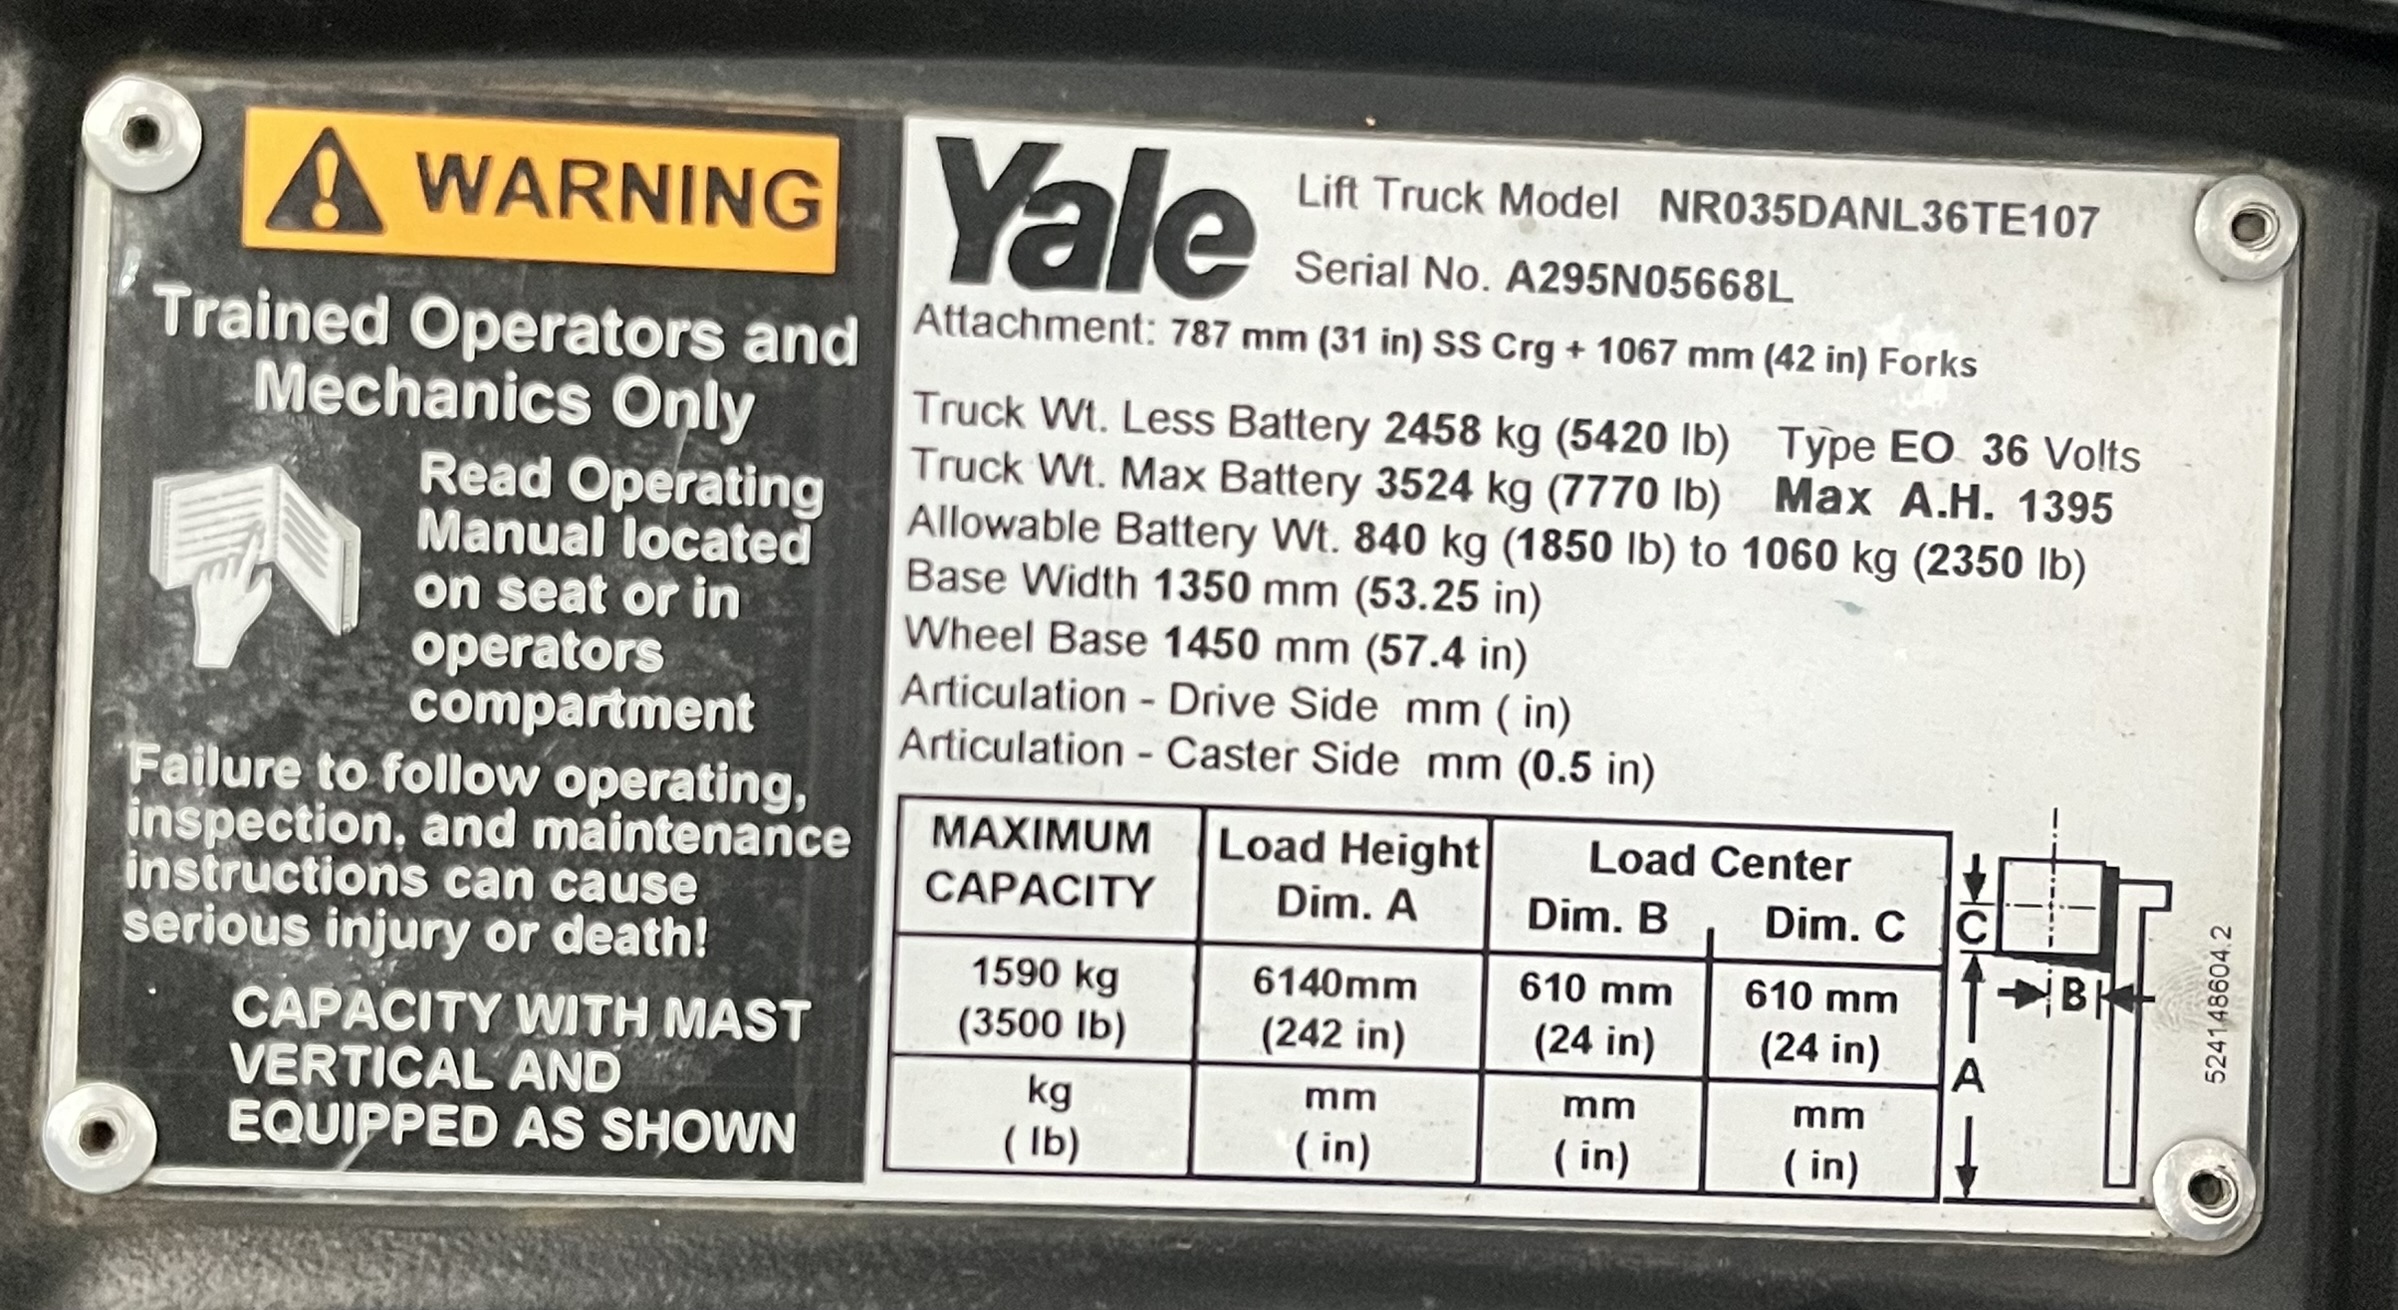 WARNING
Trained Operators and
Mechanics Only
Read Operating
Manual located
on seat or in
operators
compartment
Failure to follow operating,
inspection, and maintenance
instructions can cause
serious injury or death!
CAPACITY WITH MAST
VERTICAL AND
EQUIPPED AS SHOWN
Yale
Lift Truck Model NR035DANL36TE107
Serial No. A295N05668L
Attachment: 787 mm (31 in) SS Crg + 1067 mm (42 in) Forks
Truck Wt. Less Battery 2458 kg (5420 lb) Type EO 36 Volts
Truck Wt. Max Battery 3524 kg (7770 lb) Max A.H. 1395
Allowable Battery Wt. 840 kg (1850 lb) to 1060 kg (2350 lb)
Base Width 1350 mm (53.25 in)
Wheel Base 1450 mm (57.4 in)
Articulation - Drive Side mm ( in)
Articulation - Caster Side mm (0.5 in)
MAXIMUM Load Height Load Center
CAPACITY Dim. A Dim. B Dim. C
1590 kg 6140mm 610 mm 610 mm
(3500 lb) (242 in) (24 in) (24 in)
kg mm mm mm
( lb) ( in) ( in) ( in)
C
B
A
524148604.2